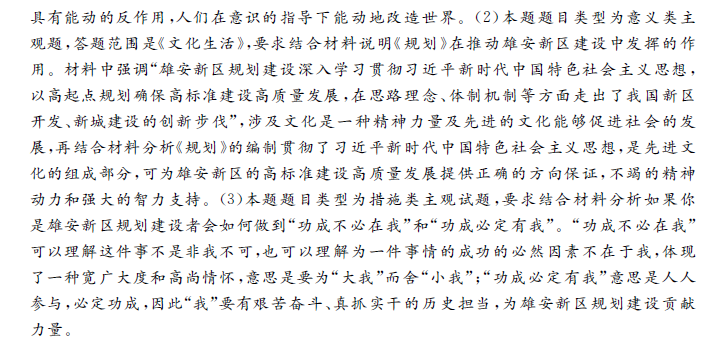 具有能动的反作用,人们在意识的指导下能动地改造世界。(2)本题题目类型为意义类主
观题,答题范围是《文化生活》,要求结合材料说明《规划》在推动雄安新区建设中发挥的作
用。材料中强调“雄安新区规划建设深入学习贯彻习近平新时代中国特色社会主义思想,
以高起点规划确保高标准建设高质量发展,在思路理念、体制机制等方面走出了我国新区
开发、新城建设的创新步伐”,涉及文化是一种精神力量及先进的文化能够促进社会的发
展,再结合材料分析《规划》的编制贯彻了习近平新时代中国特色社会主义思想,是先进文
化的组成部分,可为雄安新区的高标准建设高质量发展提供正确的方向保证,不竭的精神
动力和强大的智力支持。(3)本题题目类型为措施类主观试题,要求结合材料分析如果你
是雄安新区规划建设者会如何做到“功成不必在我”和“功成必定有我”。“功成不必在我”
可以理解这件事不是非我不可,也可以理解为一件事情的成功的必然因素不在于我,体现
了一种宽广大度和高尚情怀,意思是要为“大我”而舍“小我”;“功成必定有我”意思是人人
参与,必定功成,因此“我”要有艰苦奋斗、真抓实干的历史担当,为雄安新区规划建设贡献
力量。